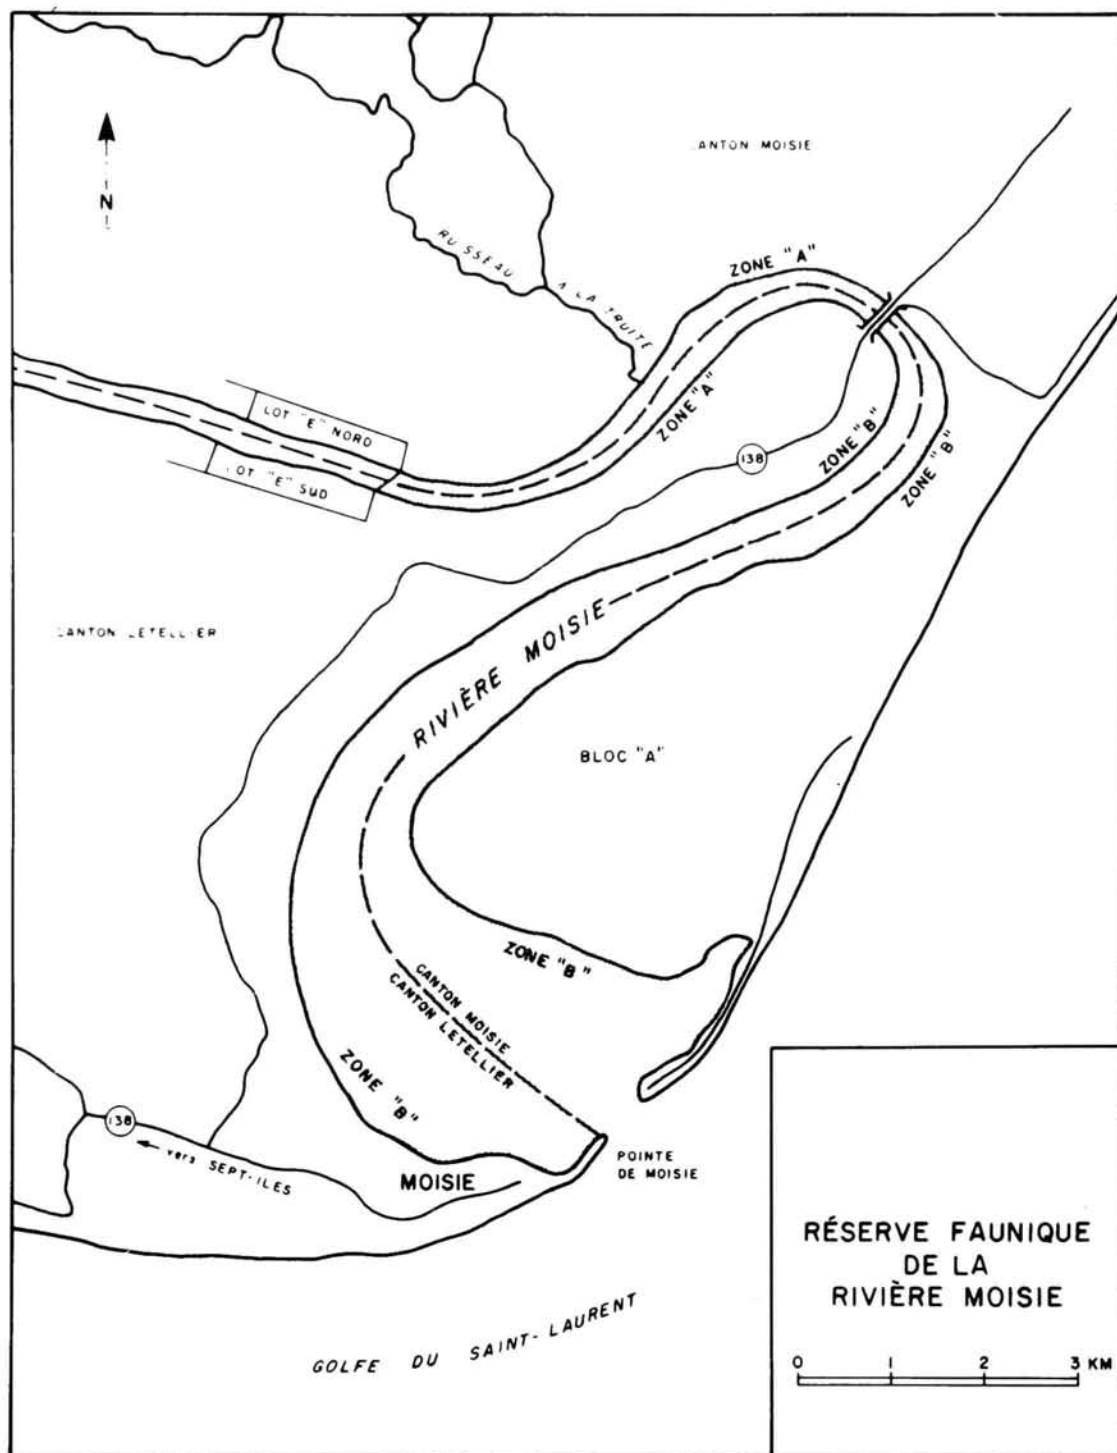 N
CANTON MOISIE
RUSSEAU A LA TRUITE
ZONE "A"
ZONE "A"
LOT "E" NORD
LOT "E" SUD
138
ZONE "B"
ZONE "B"
CANTON LETELLIER
RIVIÈRE MOISIE
BLOC "A"
ZONE "B"
CANTON MOISIE
CANTON LETELLIER
ZONE "B"
138
vers SEPT-ILES
MOISIE
POINTE
DE MOISIE
GOLFE DU SAINT-LAURENT
RÉSERVE FAUNIQUE
DE LA
RIVIÈRE MOISIE
0 1 2 3 KM